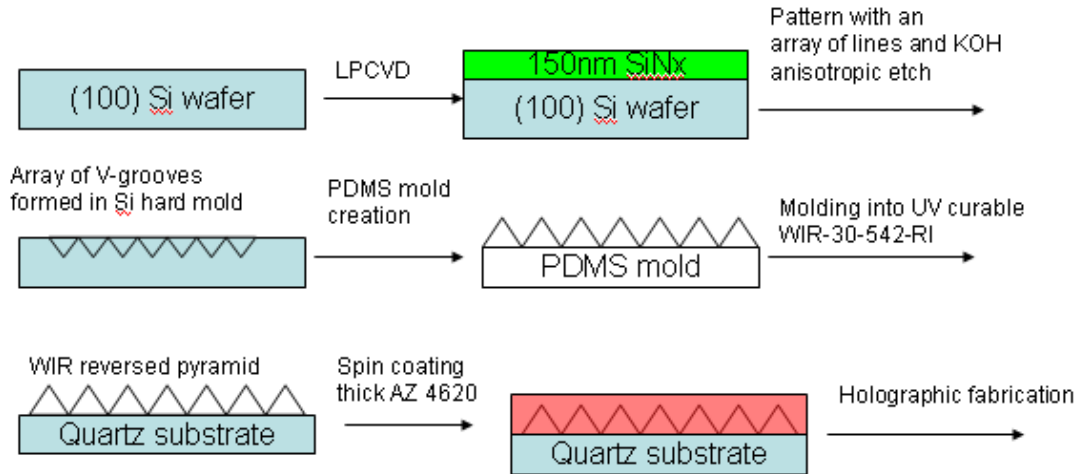 Pattern with an
array of lines and KOH
anisotropic etch
LPCVD
150nm SiNx
(100) Si wafer
(100) Si wafer
Array of V-grooves
formed in Si hard mold
PDMS mold
creation
Molding into UV curable
WIR-30-542-RI
PDMS mold
WIR reversed pyramid
Spin coating
thick AZ 4620
Holographic fabrication
Quartz substrate
Quartz substrate